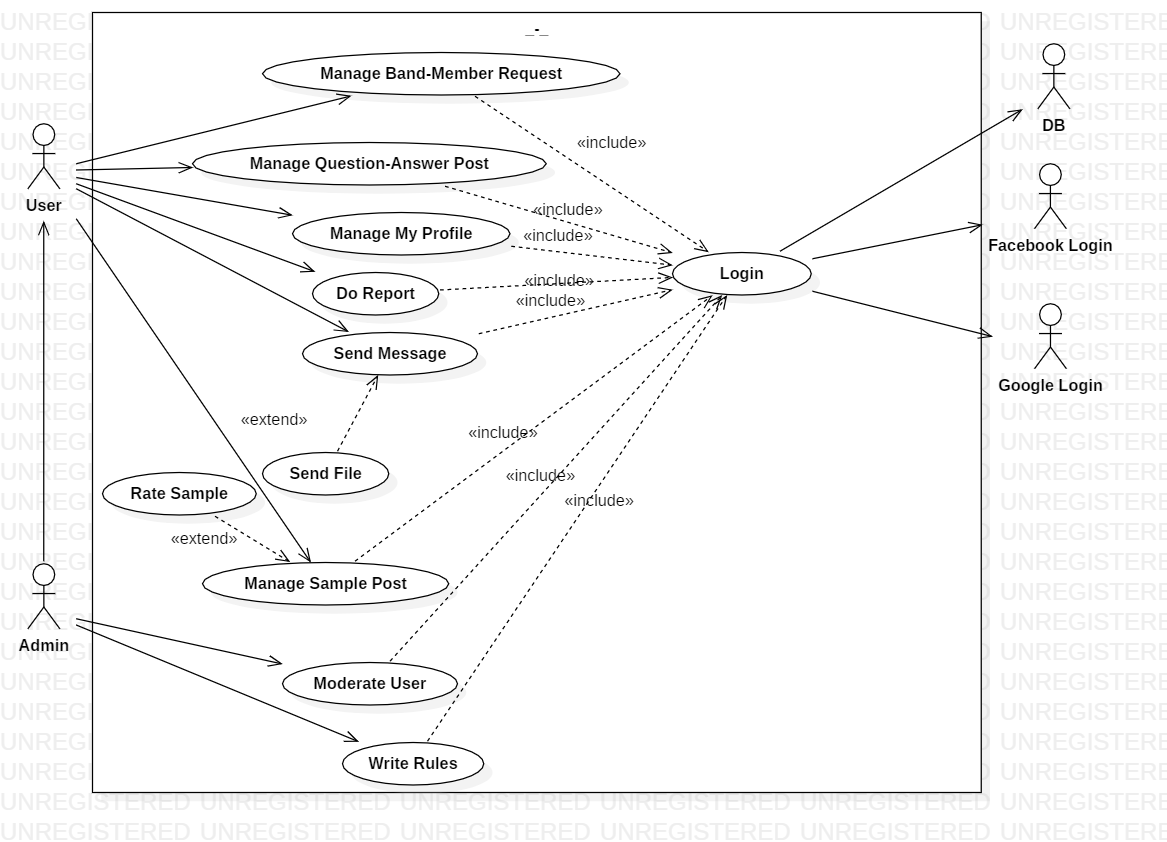 _-_
Manage Band-Member Request
DB
«include»
Manage Question-Answer Post
User
«include»
Manage My Profile
«include»
Facebook Login
Login
Do Report
«include»
«include»
Send Message
Google Login
«extend»
«include»
Send File
«include»
Rate Sample
«include»
«extend»
Manage Sample Post
Admin
Moderate User
Write Rules
UNREGISTERED UNREGISTERED UNREGISTERED UNREGISTERED UNREGISTERED UNREGISTERED
UNREGISTERED UNREGISTERED UNREGISTERED UNREGISTERED UNREGISTERED UNREGISTERED